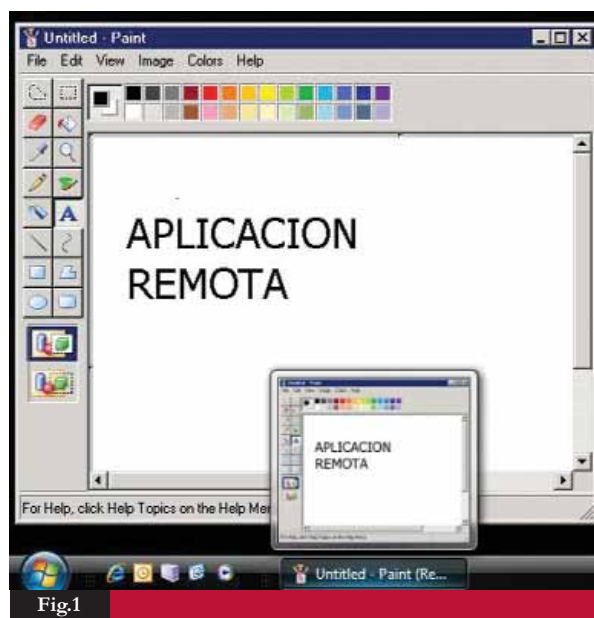 Untitled - Paint
File Edit View Image Colors Help
A
APLICACION
REMOTA
APLICACION
REMOTA
For Help, click Help Topics on the Help Me
Untitled - Paint (Re...
Fig.1